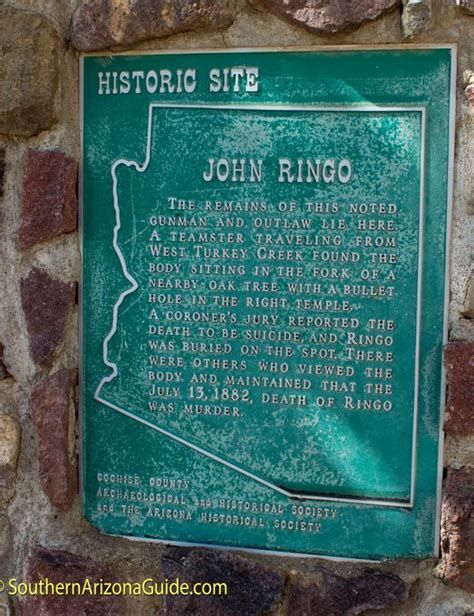 HISTORIC SITE
JOHN RINGO
THE REMAINS OF THIS NOTED
GUNMAN AND OUTLAW LIE HERE.
A TEAMSTER TRAVELING FROM
WEST TURKEY CREEK FOUND THE
BODY SITTING IN THE FORK OF A
NEARBY OAK TREE WITH A BULLET
HOLE IN THE RIGHT TEMPLE.
A CORONER'S JURY REPORTED THE
DEATH TO BE SUICIDE, AND RINGO
WAS BURIED ON THE SPOT. THERE
WERE OTHERS WHO VIEWED THE
BODY AND MAINTAINED THAT THE
JULY 13, 1882, DEATH OF RINGO
WAS MURDER.
COCHISE COUNTY
ARCHAEOLOGICAL AND HISTORICAL SOCIETY
AND THE ARIZONA HISTORICAL SOCIETY
© SouthernArizonaGuide.com